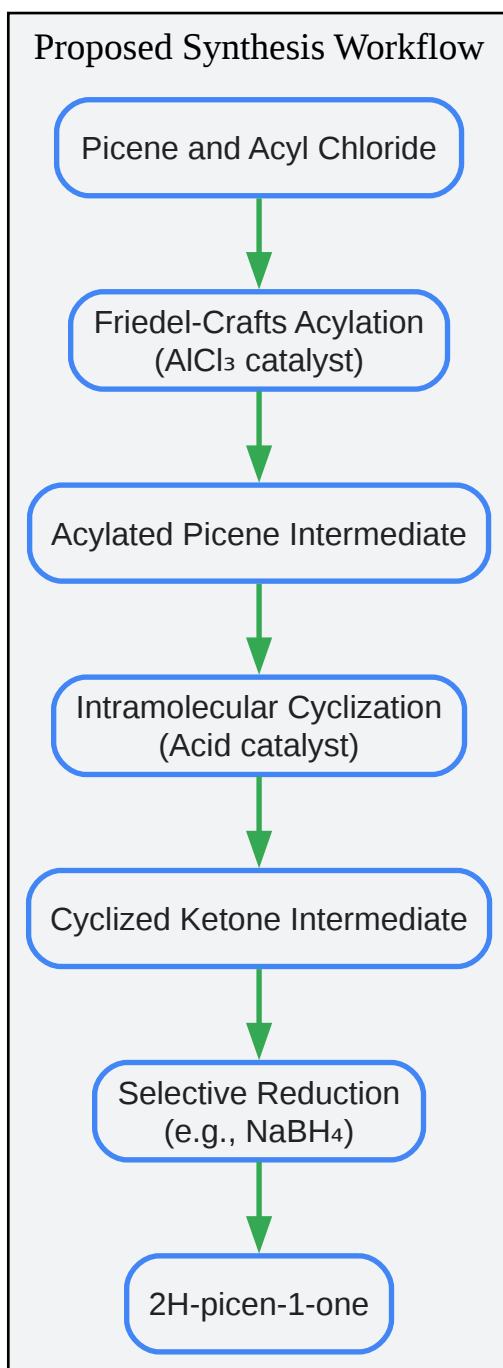 Proposed Synthesis Workflow
Picene and Acyl Chloride
Friedel-Crafts Acylation
(AlCl₃ catalyst)
Acylated Picene Intermediate
Intramolecular Cyclization
(Acid catalyst)
Cyclized Ketone Intermediate
Selective Reduction
(e.g., NaBH₄)
2H-picen-1-one